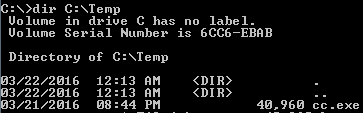 C:\>dir C:\Temp
Volume in drive C has no label.
Volume Serial Number is 6CC6-EBAB
Directory of C:\Temp
03/22/2016 12:13 AM <DIR> .
03/22/2016 12:13 AM <DIR> ..
03/21/2016 08:44 PM 40,960 cc.exe